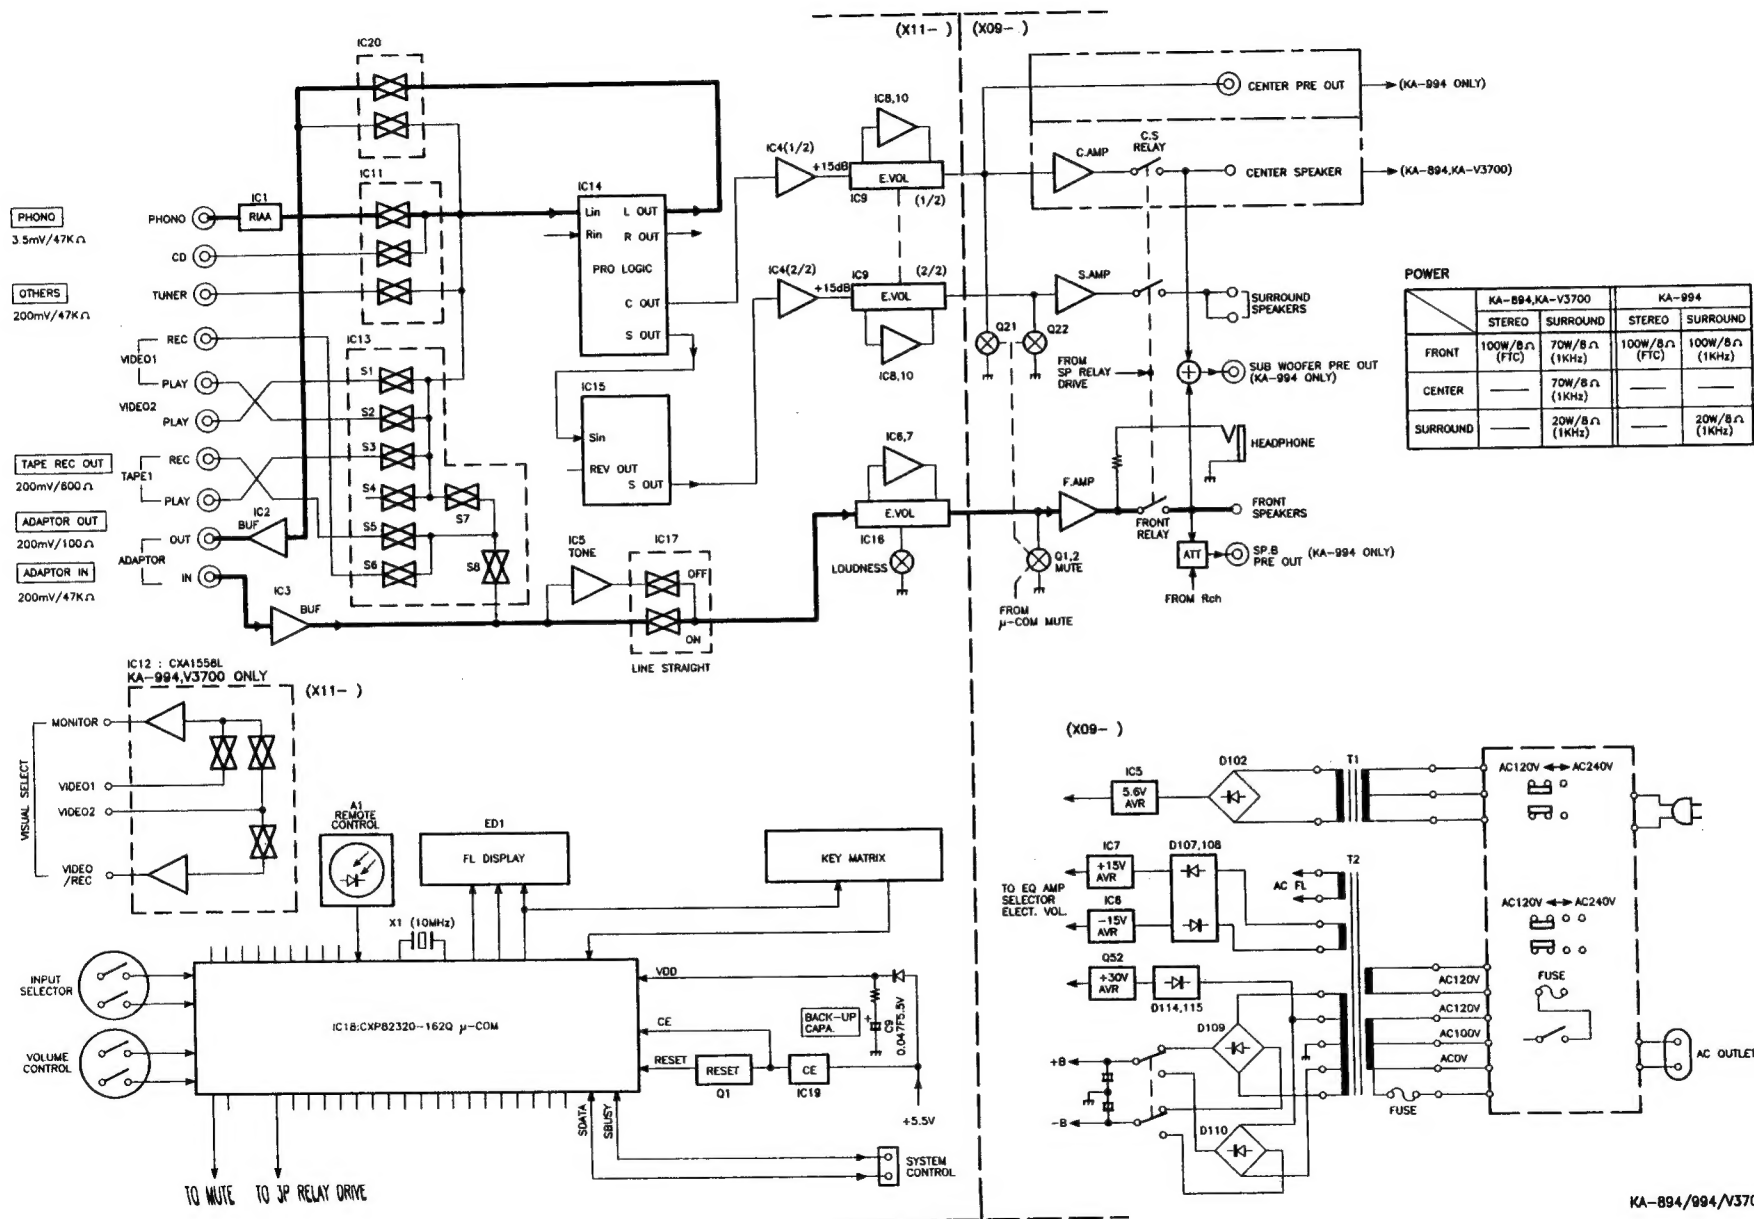 (X11- ) (X09- )
IC20
IC8,10
CENTER PRE OUT
(KA-994 ONLY)
C.S
RELAY
IC4(1/2)
+15dB
C.AMP
E.VOL
CENTER SPEAKER
(KA-894,KA-V3700)
IC9
(1/2)
IC11
IC1
IC14
PHONO
3.5mV/47KΩ
PHONO
RIAA
Lin
L OUT
Rin
R OUT
CD
PRO LOGIC
IC4(2/2)
+15dB
IC9
(2/2)
S.AMP
OTHERS
200mV/47KΩ
TUNER
C OUT
E.VOL
SURROUND
SPEAKERS
S OUT
IC8,10
Q21
Q22
REC
VIDEO1
PLAY
VIDEO2
PLAY
IC13
S1
S2
S3
S4
S5
S6
S7
S8
FROM
SP RELAY
DRIVE
SUB WOOFER PRE OUT
(KA-994 ONLY)
IC15
Sin
REV OUT
S OUT
IC6,7
HEADPHONE
TAPE REC OUT
200mV/600Ω
REC
TAPE1
PLAY
F.AMP
E.VOL
FRONT
RELAY
FRONT
SPEAKERS
ADAPTOR OUT
200mV/100Ω
BUF
IC2
OUT
ADAPTOR
IN
ADAPTOR IN
200mV/47KΩ
IC5
TONE
IC17
OFF
ON
LINE STRAIGHT
IC16
LOUDNESS
Q1,2
MUTE
FROM
μ-COM MUTE
ATT
SP.B
PRE OUT
(KA-994 ONLY)
FROM Rch
IC3
BUF
POWER
KA-894,KA-V3700 KA-994
STEREO SURROUND STEREO SURROUND
FRONT 100W/8Ω (FTC) 70W/8Ω (1KHz) 100W/8Ω (FTC) 100W/8Ω (1KHz)
CENTER — 70W/8Ω (1KHz) — —
SURROUND — 20W/8Ω (1KHz) — 20W/8Ω (1KHz)
IC12 : CXA1558L
KA-994,V3700 ONLY
(X11- )
VISUAL SELECT
MONITOR
VIDEO1
VIDEO2
VIDEO
/REC
A1
REMOTE
CONTROL
ED1
FL DISPLAY
KEY MATRIX
X1 (10MHz)
INPUT
SELECTOR
VOLUME
CONTROL
IC18:CXP82320-162Q μ-COM
VDD
CE
RESET
BACK-UP
CAPA.
+
C9
0.047F5.5V
RESET
Q1
CE
IC19
+5.5V
SDATA
SBUSY
SYSTEM
CONTROL
TO MUTE
TO JP RELAY DRIVE
(X09- )
IC5
5.6V
AVR
D102
T1
AC120V AC240V
IC7
+15V
AVR
D107,108
T2
AC FL
TO EQ AMP
SELECTOR
ELECT. VOL.
IC6
-15V
AVR
AC120V AC240V
Q52
+30V
AVR
D114,115
D109
+B
-B
D110
AC120V
AC120V
AC100V
AC0V
FUSE
FUSE
AC OUTLET
KA-894/994/V370